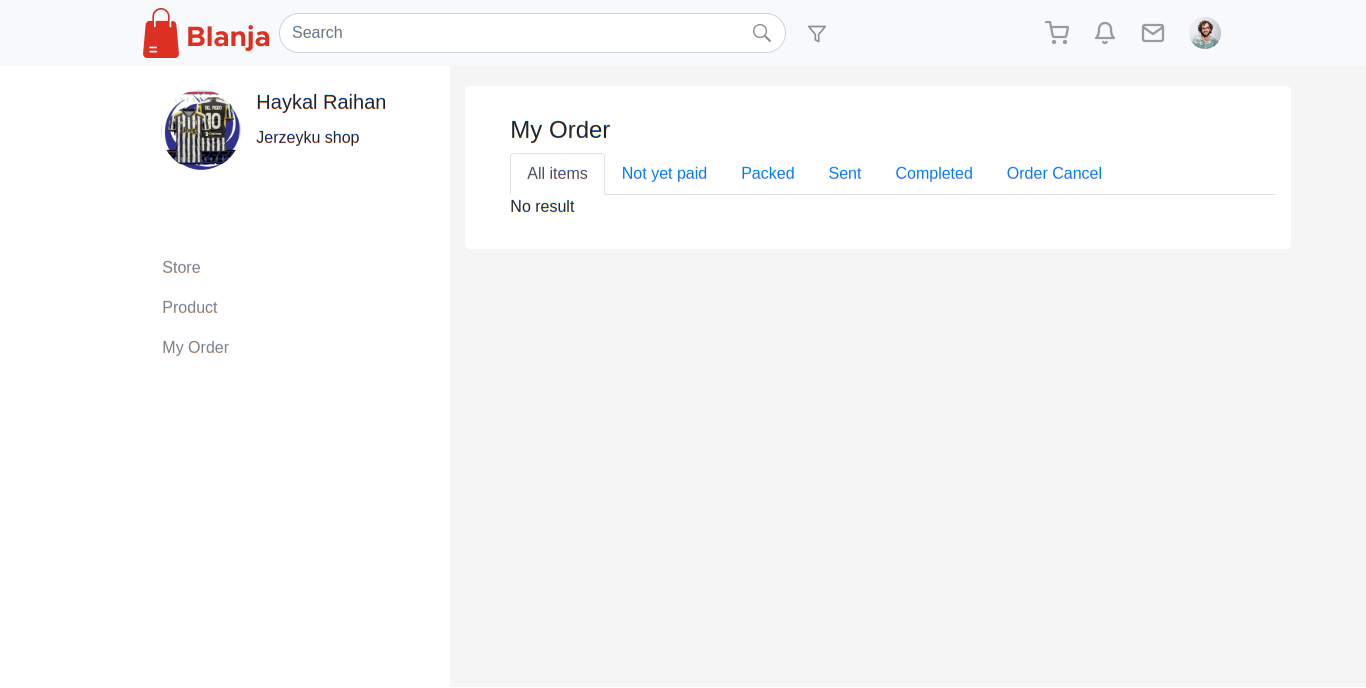 Blanja
Search
Haykal Raihan
Jerzeyku shop
Store
Product
My Order
My Order
All items Not yet paid Packed Sent Completed Order Cancel
No result
10